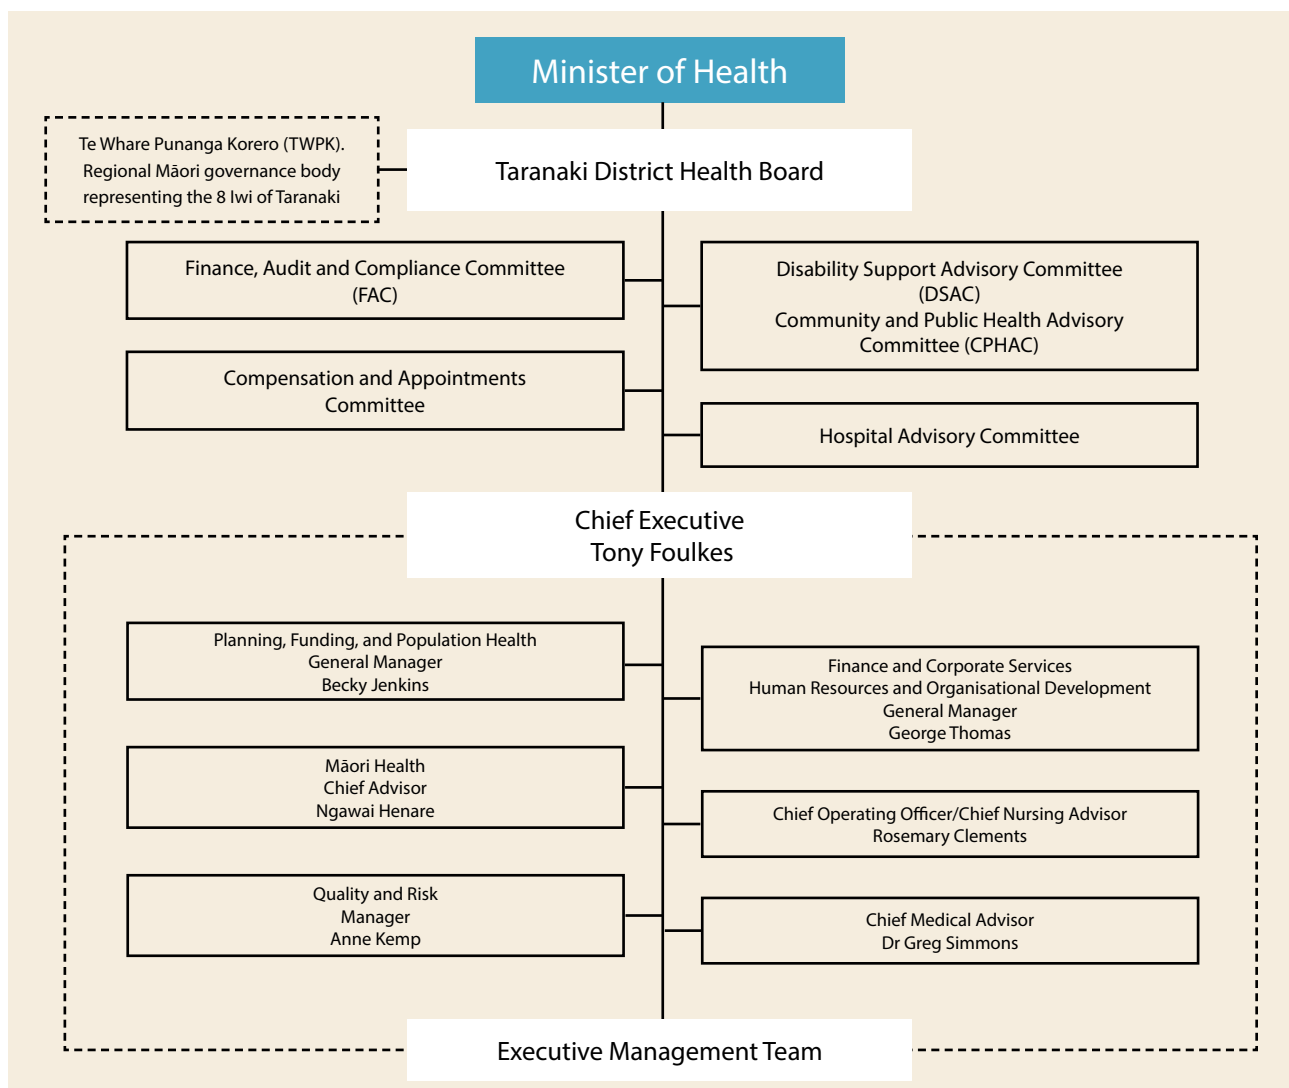 Minister of Health
Te Whare Punanga Korero (TWPK).
Regional Māori governance body
representing the 8 Iwi of Taranaki
Taranaki District Health Board
Finance, Audit and Compliance Committee
(FAC)
Disability Support Advisory Committee
(DSAC)
Community and Public Health Advisory
Committee (CPHAC)
Compensation and Appointments
Committee
Hospital Advisory Committee
Chief Executive
Tony Foulkes
Planning, Funding, and Population Health
General Manager
Becky Jenkins
Finance and Corporate Services
Human Resources and Organisational Development
General Manager
George Thomas
Māori Health
Chief Advisor
Ngawai Henare
Chief Operating Officer/Chief Nursing Advisor
Rosemary Clements
Quality and Risk
Manager
Anne Kemp
Chief Medical Advisor
Dr Greg Simmons
Executive Management Team